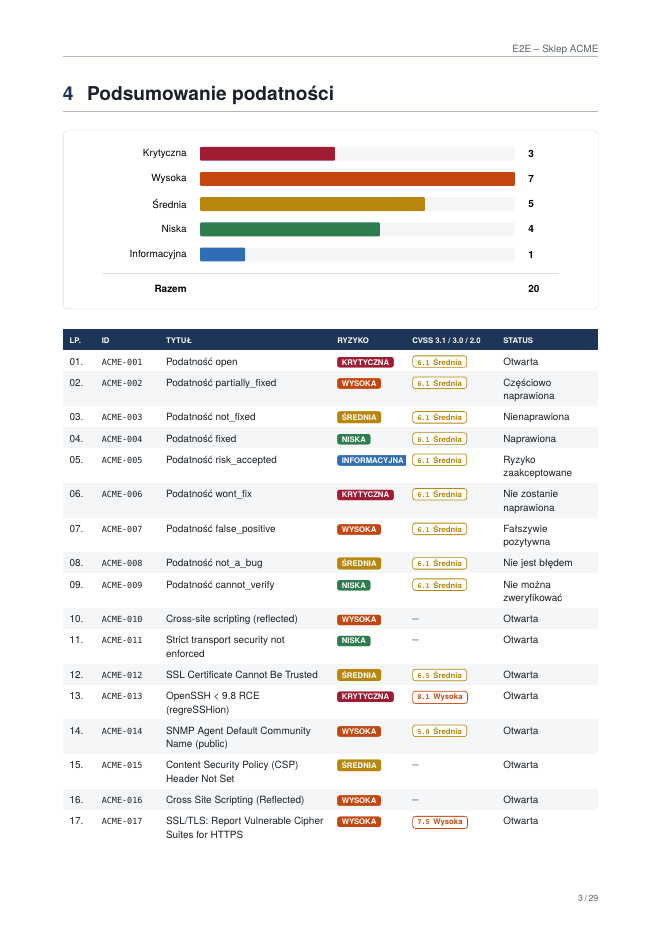 E2E – Sklep ACME
4 Podsumowanie podatności
Krytyczna 3
Wysoka 7
Średnia 5
Niska 4
Informacyjna 1
Razem 20
LP. ID TYTUŁ RYZYKO CVSS 3.1 / 3.0 / 2.0 STATUS
01. ACME-001 Podatność open KRYTYCZNA 6.1 Średnia Otwarta
02. ACME-002 Podatność partially_fixed WYSOKA 6.1 Średnia Częściowo
naprawiona
03. ACME-003 Podatność not_fixed ŚREDNIA 6.1 Średnia Nienaprawiona
04. ACME-004 Podatność fixed NISKA 6.1 Średnia Naprawiona
05. ACME-005 Podatność risk_accepted INFORMACYJNA 6.1 Średnia Ryzyko
zaakceptowane
06. ACME-006 Podatność wont_fix KRYTYCZNA 6.1 Średnia Nie zostanie
naprawiona
07. ACME-007 Podatność false_positive WYSOKA 6.1 Średnia Fałszywie
pozytywna
08. ACME-008 Podatność not_a_bug ŚREDNIA 6.1 Średnia Nie jest błędem
09. ACME-009 Podatność cannot_verify NISKA 6.1 Średnia Nie można
zweryfikować
10. ACME-010 Cross-site scripting (reflected) WYSOKA – Otwarta
11. ACME-011 Strict transport security not NISKA – Otwarta
enforced
12. ACME-012 SSL Certificate Cannot Be Trusted ŚREDNIA 6.5 Średnia Otwarta
13. ACME-013 OpenSSH < 9.8 RCE KRYTYCZNA 8.1 Wysoka Otwarta
(regreSSHion)
14. ACME-014 SNMP Agent Default Community WYSOKA 5.0 Średnia Otwarta
Name (public)
15. ACME-015 Content Security Policy (CSP) ŚREDNIA – Otwarta
Header Not Set
16. ACME-016 Cross Site Scripting (Reflected) WYSOKA – Otwarta
17. ACME-017 SSL/TLS: Report Vulnerable Cipher WYSOKA 7.5 Wysoka Otwarta
Suites for HTTPS
3 / 29